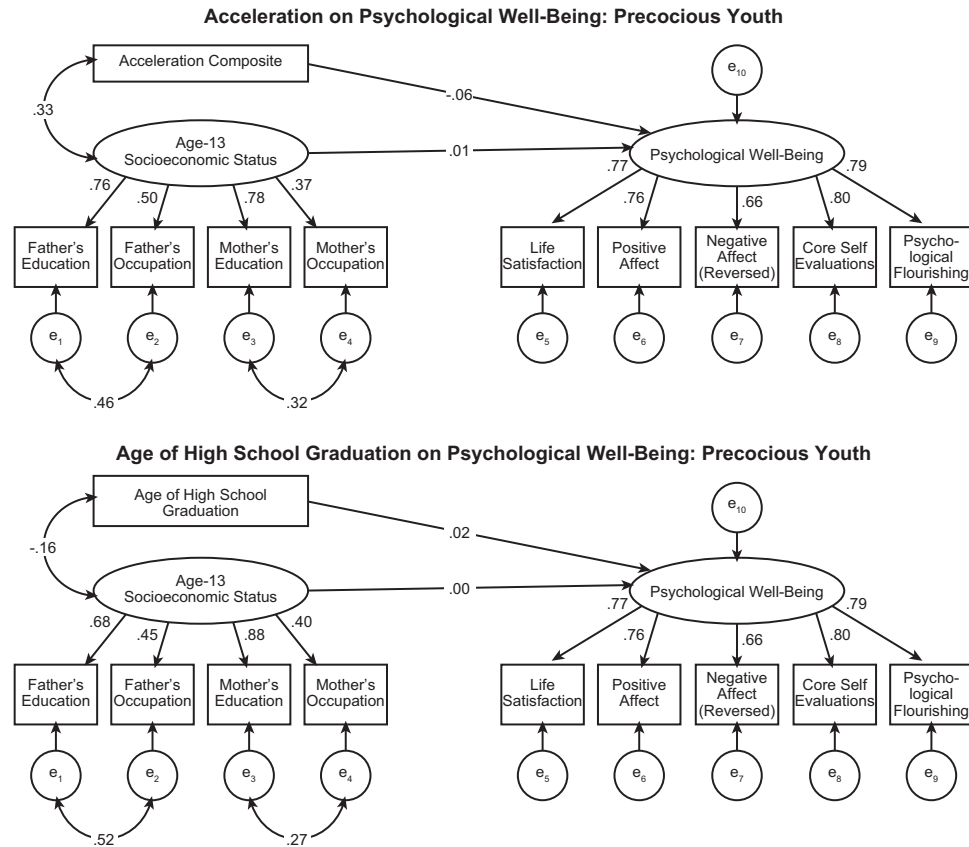 Acceleration on Psychological Well-Being: Precocious Youth
Acceleration Composite
e10
.33
-.06
Age-13
Socioeconomic Status
.01
Psychological Well-Being
.76
.50
.78
.37
.77
.76
.66
.80
.79
Father's
Education
Father's
Occupation
Mother's
Education
Mother's
Occupation
Life
Satisfaction
Positive
Affect
Negative
Affect
(Reversed)
Core Self
Evaluations
Psycho-
logical
Flourishing
e1
e2
e3
e4
e5
e6
e7
e8
e9
.46
.32
Age of High School Graduation on Psychological Well-Being: Precocious Youth
Age of High School
Graduation
e10
-.16
.02
Age-13
Socioeconomic Status
.00
Psychological Well-Being
.68
.45
.88
.40
.77
.76
.66
.80
.79
Father's
Education
Father's
Occupation
Mother's
Education
Mother's
Occupation
Life
Satisfaction
Positive
Affect
Negative
Affect
(Reversed)
Core Self
Evaluations
Psycho-
logical
Flourishing
e1
e2
e3
e4
e5
e6
e7
e8
e9
.52
.27